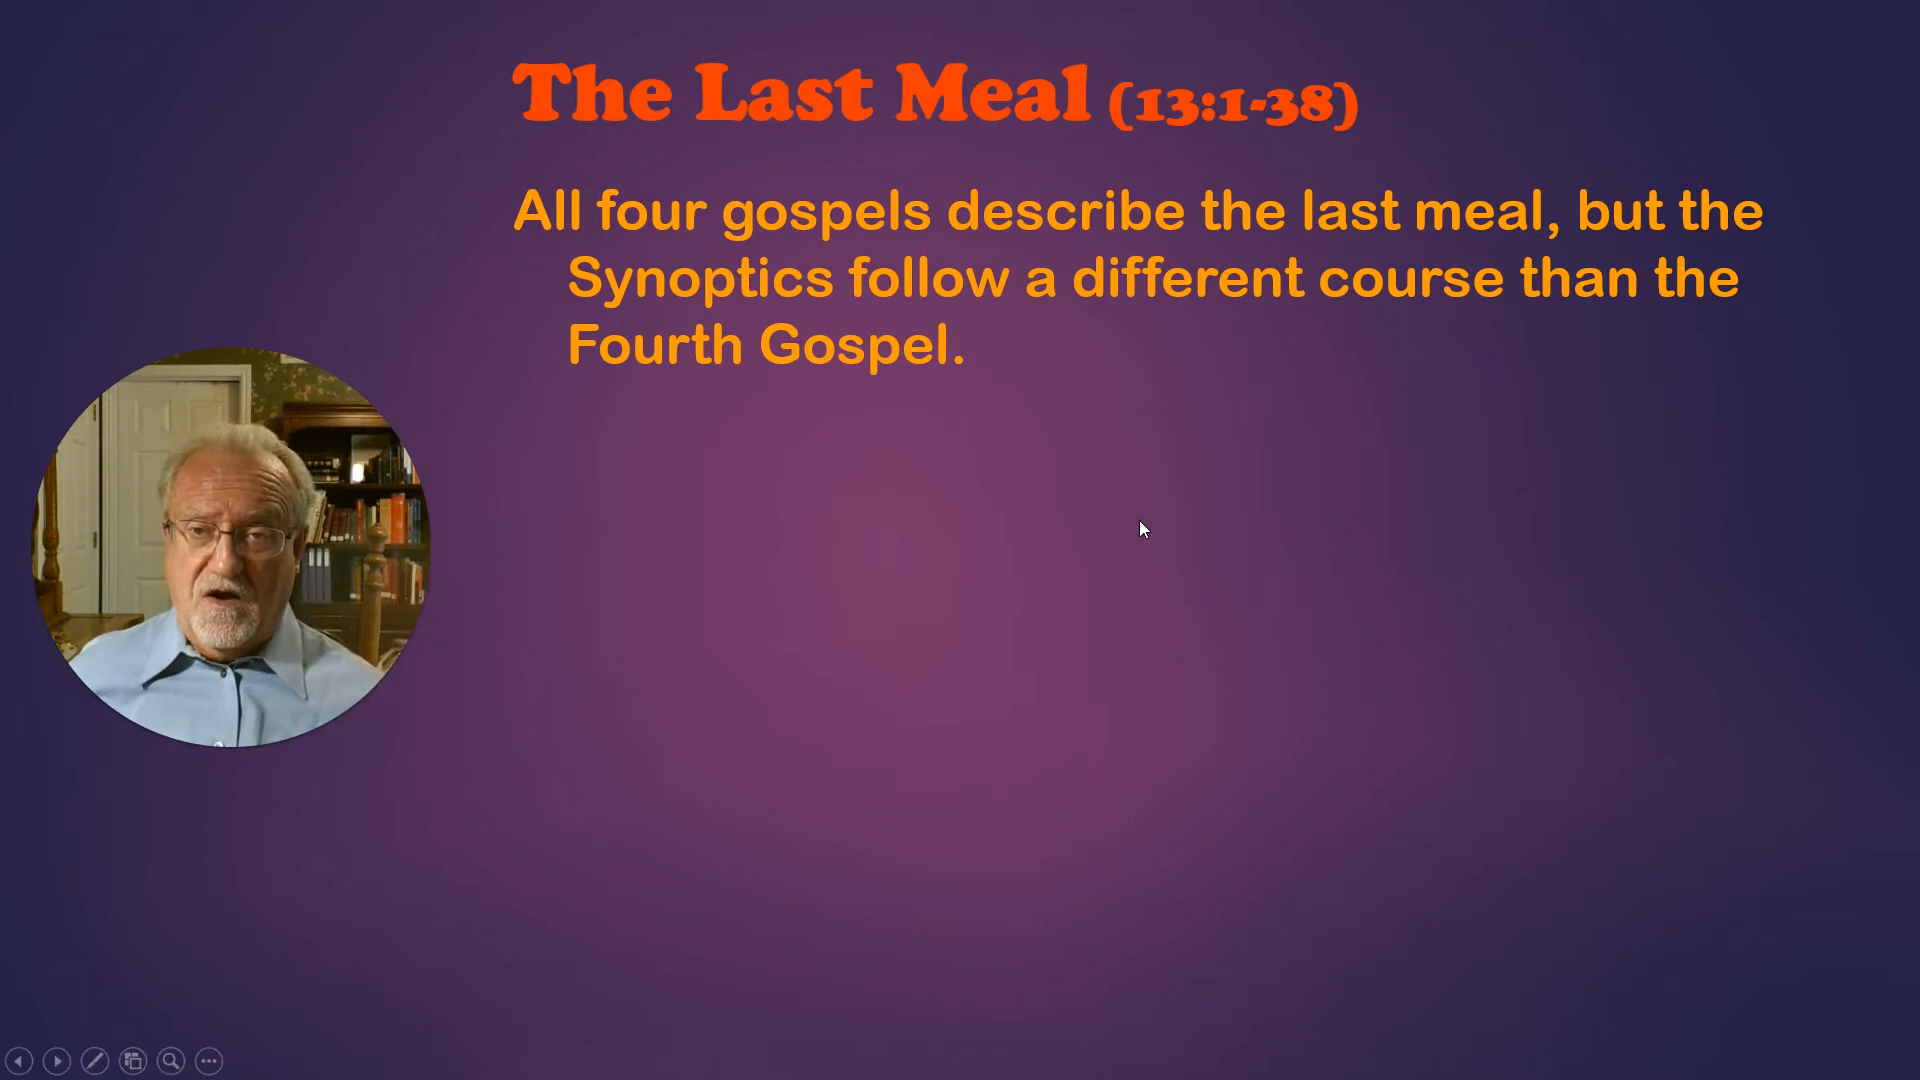 The Last Meal (13:1-38)
All four gospels describe the last meal, but the
Synoptics follow a different course than the
Fourth Gospel.